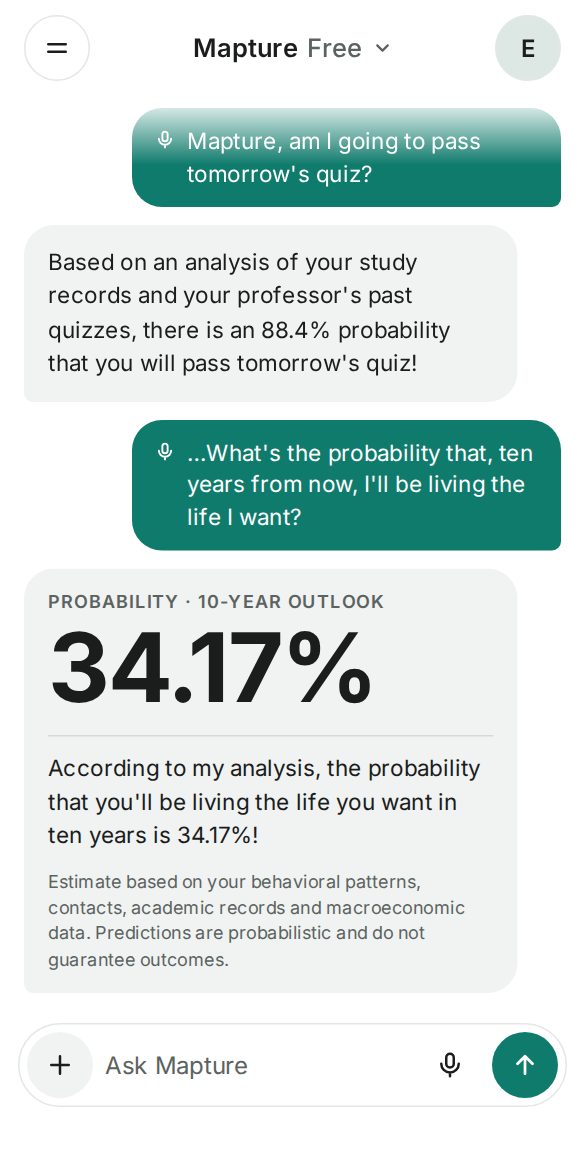 Mapture Free
E
Mapture, am I going to pass
tomorrow's quiz?
Based on an analysis of your study
records and your professor's past
quizzes, there is an 88.4% probability
that you will pass tomorrow's quiz!
...What's the probability that, ten
years from now, I'll be living the
life I want?
PROBABILITY · 10-YEAR OUTLOOK
34.17%
According to my analysis, the probability
that you'll be living the life you want in
ten years is 34.17%!
Estimate based on your behavioral patterns,
contacts, academic records and macroeconomic
data. Predictions are probabilistic and do not
guarantee outcomes.
Ask Mapture